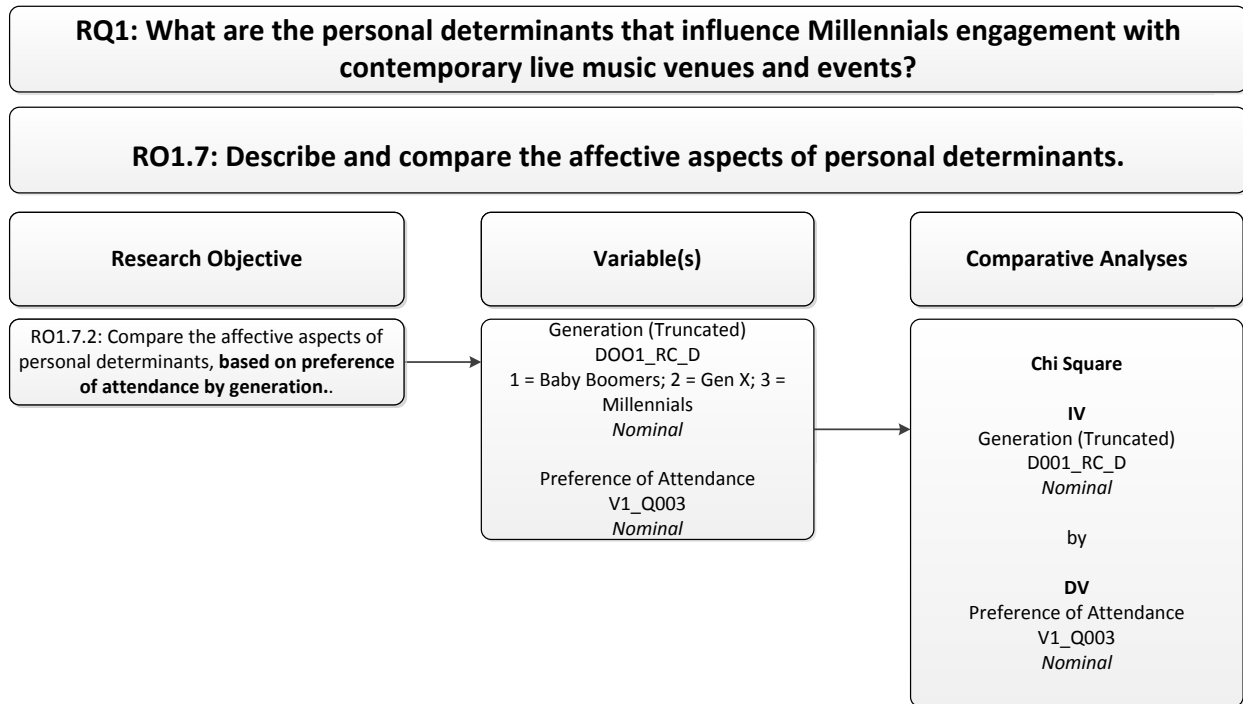 RQ1: What are the personal determinants that influence Millennials engagement with
contemporary live music venues and events?
RO1.7: Describe and compare the affective aspects of personal determinants.
Research Objective
Variable(s)
Comparative Analyses
RO1.7.2: Compare the affective aspects of
personal determinants, based on preference
of attendance by generation..
Generation (Truncated)
DOO1_RC_D
1 = Baby Boomers; 2 = Gen X; 3 =
Millennials
Nominal
Preference of Attendance
V1_Q003
Nominal
Chi Square
IV
Generation (Truncated)
D001_RC_D
Nominal
by
DV
Preference of Attendance
V1_Q003
Nominal